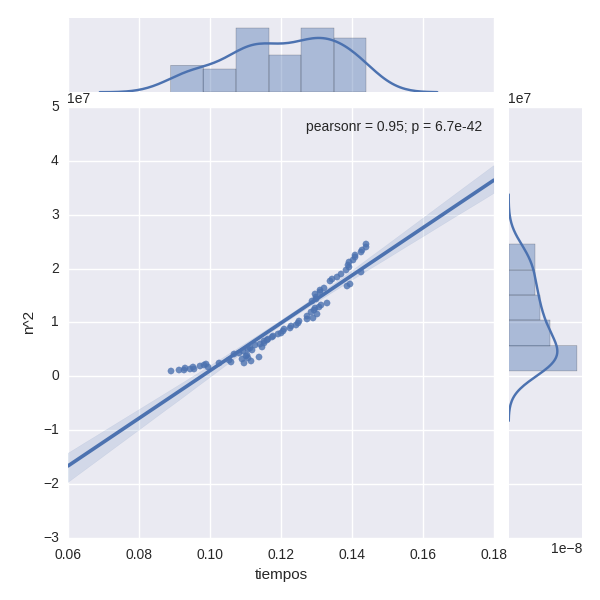 1e7
1e7
pearsonr = 0.95; p = 6.7e-42
5
4
3
2
1
0
−1
−2
−3
n^2
0.06 0.08 0.10 0.12 0.14 0.16 0.18
1e−8
tiempos